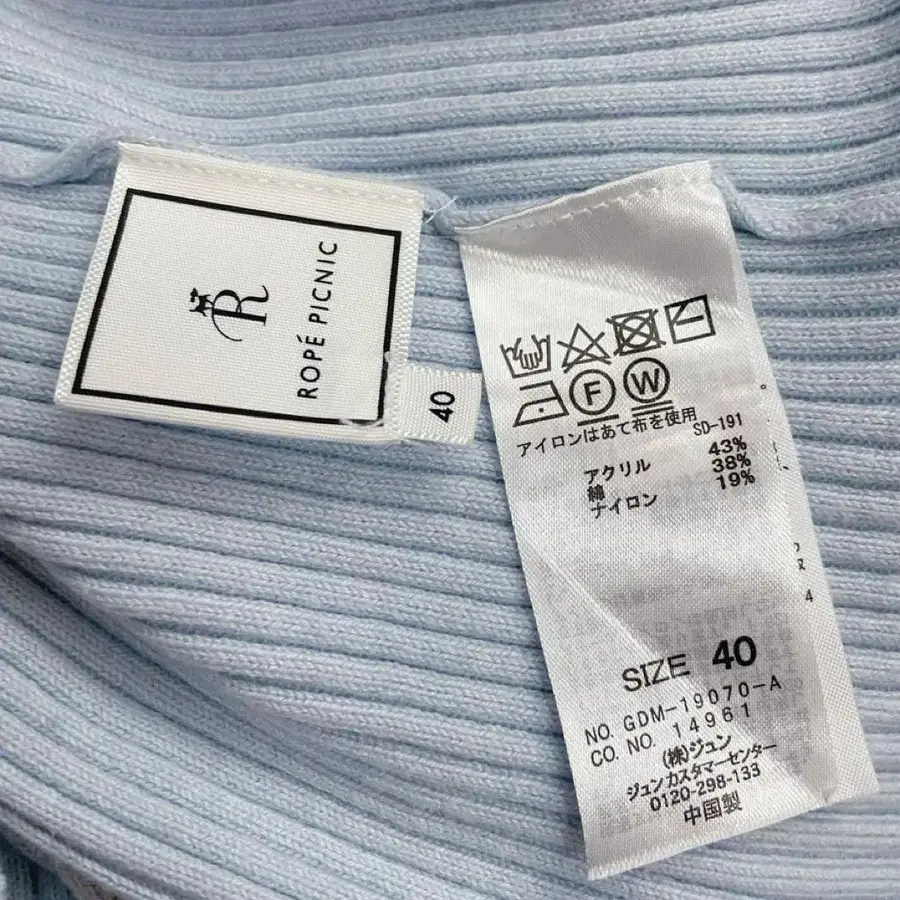 R
ROPÉ PICNIC
40
F W
アイロンはあて布を使用
SD-191
アクリル 43%
綿 38%
ナイロン 19%
SIZE 40
NO. GDM-19070-A
CO. NO. 14961
(株)ジュン
ジュンカスタマーセンター
0120-298-133
中国製